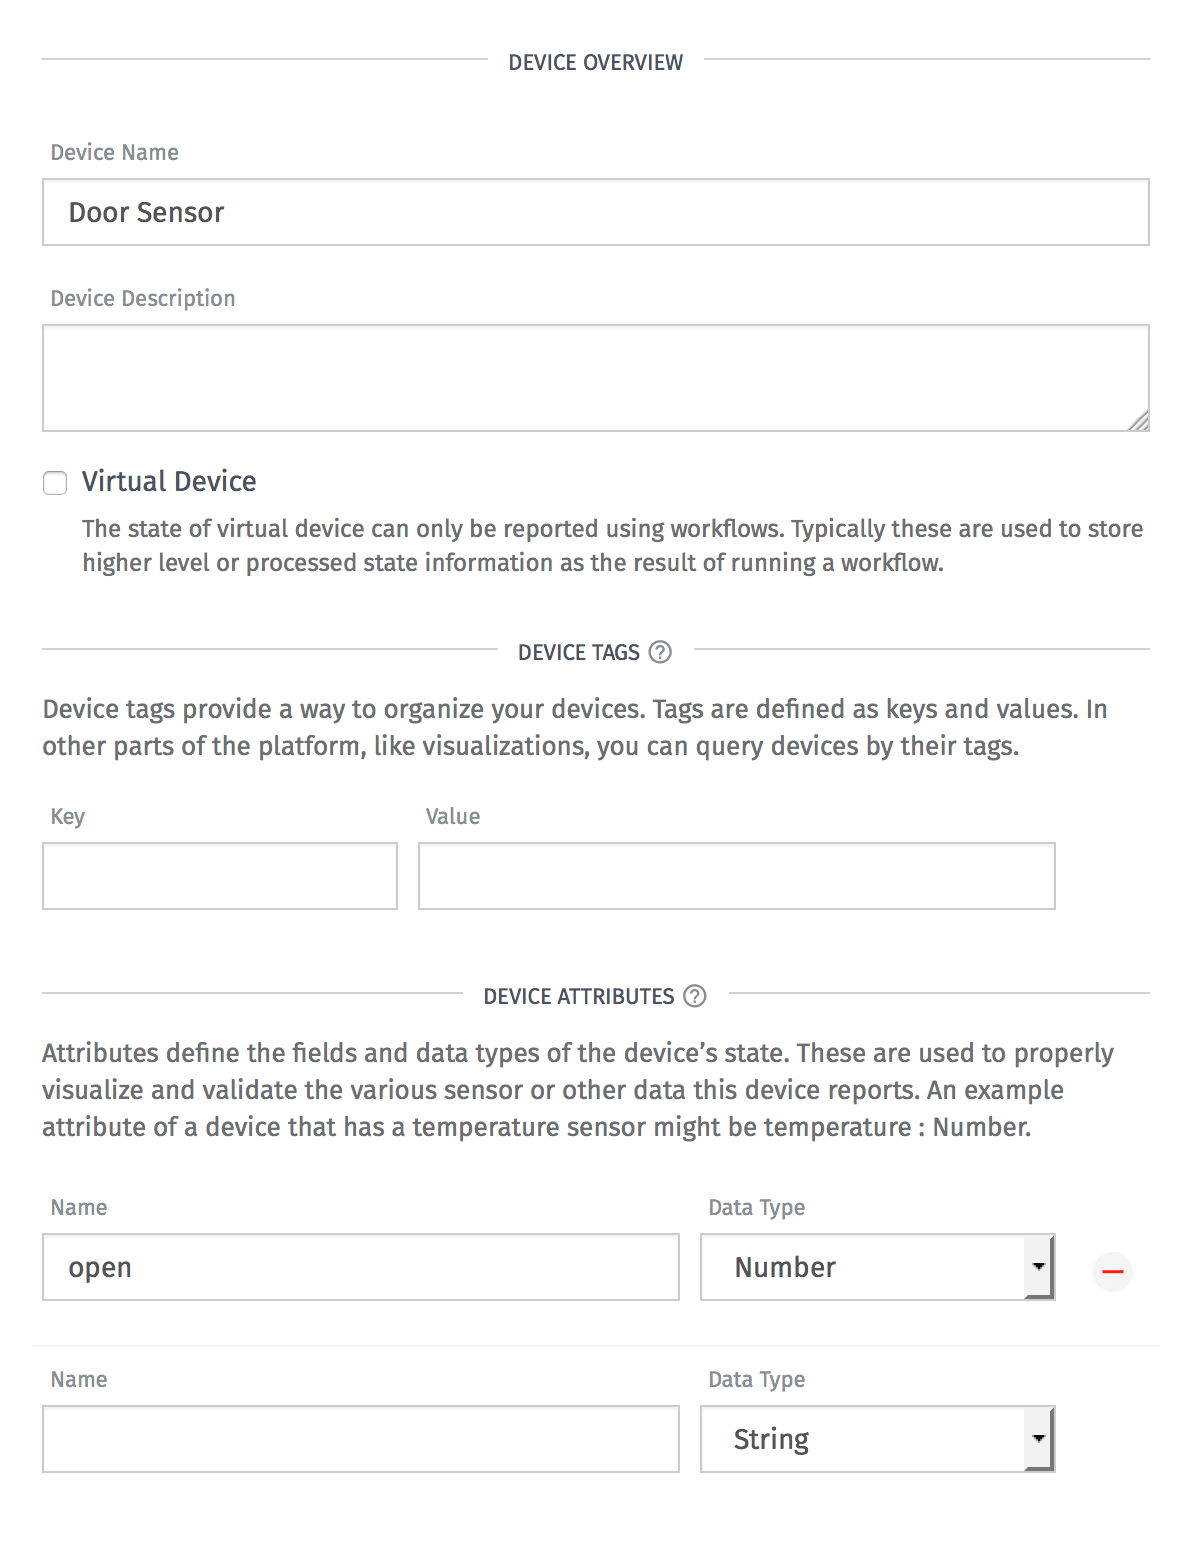 DEVICE OVERVIEW
Device Name
Door Sensor
Device Description
Virtual Device
The state of virtual device can only be reported using workflows. Typically these are used to store
higher level or processed state information as the result of running a workflow.
DEVICE TAGS ?
Device tags provide a way to organize your devices. Tags are defined as keys and values. In
other parts of the platform, like visualizations, you can query devices by their tags.
Key Value
DEVICE ATTRIBUTES ?
Attributes define the fields and data types of the device’s state. These are used to properly
visualize and validate the various sensor or other data this device reports. An example
attribute of a device that has a temperature sensor might be temperature : Number.
Name Data Type
open Number
Name Data Type
String